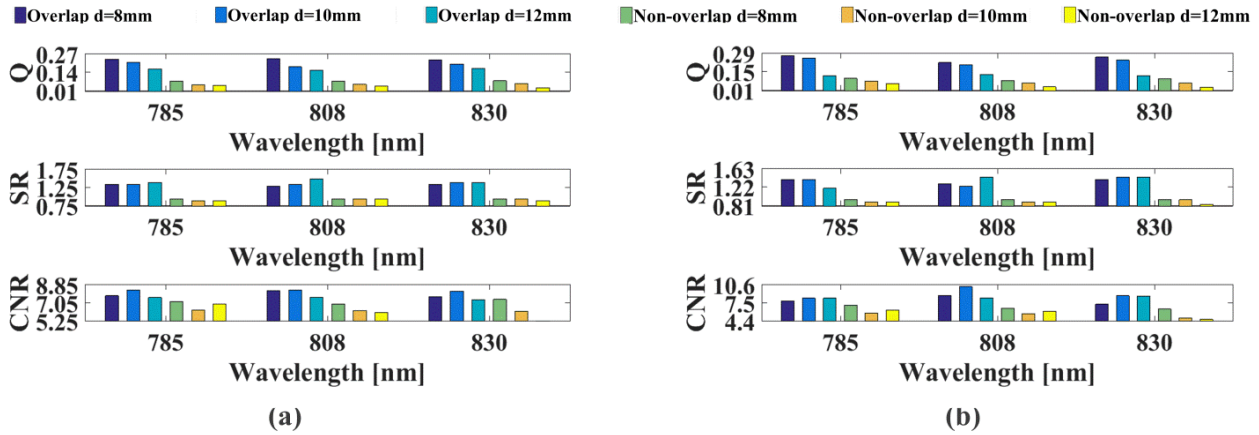 Overlap d=8mm Overlap d=10mm Overlap d=12mm Non-overlap d=8mm Non-overlap d=10mm Non-overlap d=12mm
Q
0.27
0.14
0.01
785 808 830
Wavelength [nm]
SR
1.75
1.25
0.75
785 808 830
Wavelength [nm]
CNR
8.85
7.05
5.25
785 808 830
Wavelength [nm]
(a)
Q
0.29
0.15
0.01
785 808 830
Wavelength [nm]
SR
1.63
1.22
0.81
785 808 830
Wavelength [nm]
CNR
10.6
7.5
4.4
785 808 830
Wavelength [nm]
(b)